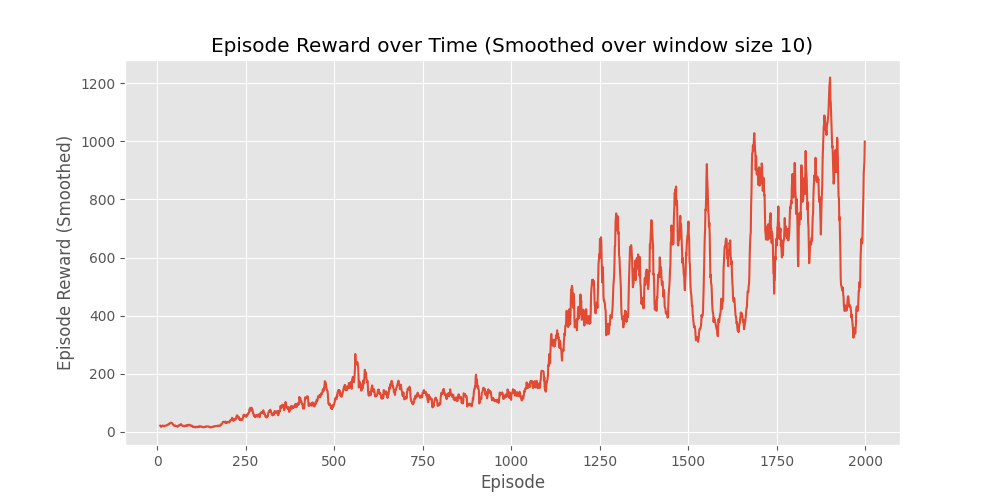 Episode Reward over Time (Smoothed over window size 10)
Episode Reward (Smoothed)
1200
1000
800
600
400
200
0
0 250 500 750 1000 1250 1500 1750 2000
Episode